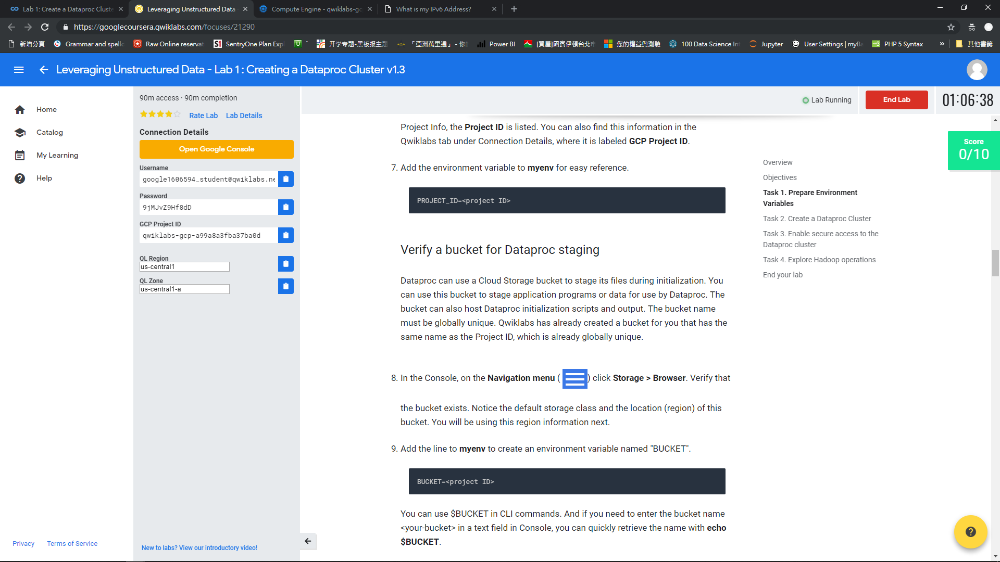 Lab 1: Create a Dataproc Cluste
Leveraging Unstructured Data
Compute Engine - qwiklabs-gc
What is my IPv6 Address?
https://googlecoursera.qwiklabs.com/focuses/21290
新增分頁
Grammar and spelli
Raw Online reservat
SentryOne Plan Expl
开学专题-黑板报主题
「亞洲萬里通」 - 你的
Power BI
[買屋]國賓伊頓台北市
您的權益與測驗
100 Data Science Int
Jupyter
User Settings | myBa
PHP 5 Syntax
»
其他書籤
Leveraging Unstructured Data - Lab 1 : Creating a Dataproc Cluster v1.3
Home
Catalog
My Learning
Help
Privacy
Terms of Service
90m access · 90m completion
Rate Lab
Lab Details
Connection Details
Open Google Console
Username
google1606594_student@qwiklabs.ne
Password
9jMJvZ9Hf8dD
GCP Project ID
qwiklabs-gcp-a99a8a3fba37ba0d
QL Region
us-central1
QL Zone
us-central1-a
New to labs? View our introductory video!
Lab Running
End Lab
01:06:38
Score
0/10
Project Info, the Project ID is listed. You can also find this information in the
Qwiklabs tab under Connection Details, where it is labeled GCP Project ID.
7. Add the environment variable to myenv for easy reference.
PROJECT_ID=<project ID>
Verify a bucket for Dataproc staging
Dataproc can use a Cloud Storage bucket to stage its files during initialization. You
can use this bucket to stage application programs or data for use by Dataproc. The
bucket can also host Dataproc initialization scripts and output. The bucket name
must be globally unique. Qwiklabs has already created a bucket for you that has the
same name as the Project ID, which is already globally unique.
8. In the Console, on the Navigation menu ( ) click Storage > Browser. Verify that
the bucket exists. Notice the default storage class and the location (region) of this
bucket. You will be using this region information next.
9. Add the line to myenv to create an environment variable named "BUCKET".
BUCKET=<project ID>
You can use $BUCKET in CLI commands. And if you need to enter the bucket name
<your-bucket> in a text field in Console, you can quickly retrieve the name with echo
$BUCKET.
Overview
Objectives
Task 1. Prepare Environment
Variables
Task 2. Create a Dataproc Cluster
Task 3. Enable secure access to the
Dataproc cluster
Task 4. Explore Hadoop operations
End your lab